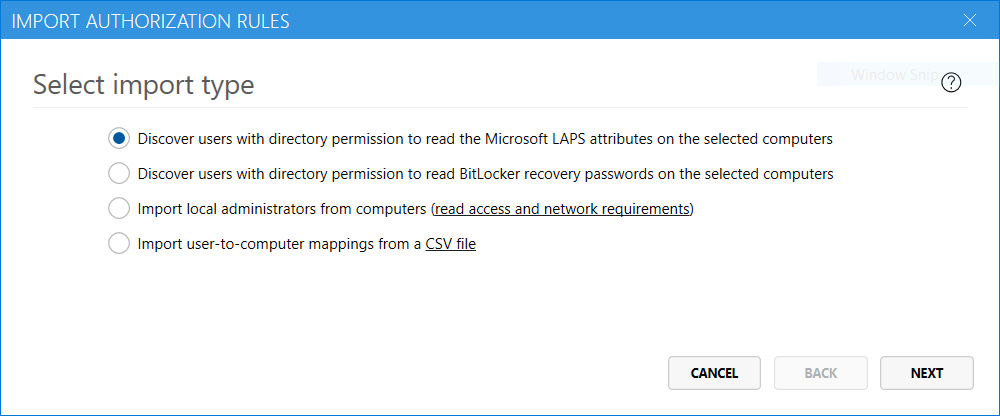 IMPORT AUTHORIZATION RULES
Select import type
Window Snip
?
Discover users with directory permission to read the Microsoft LAPS attributes on the selected computers
Discover users with directory permission to read BitLocker recovery passwords on the selected computers
Import local administrators from computers (read access and network requirements)
Import user-to-computer mappings from a CSV file
CANCEL BACK NEXT